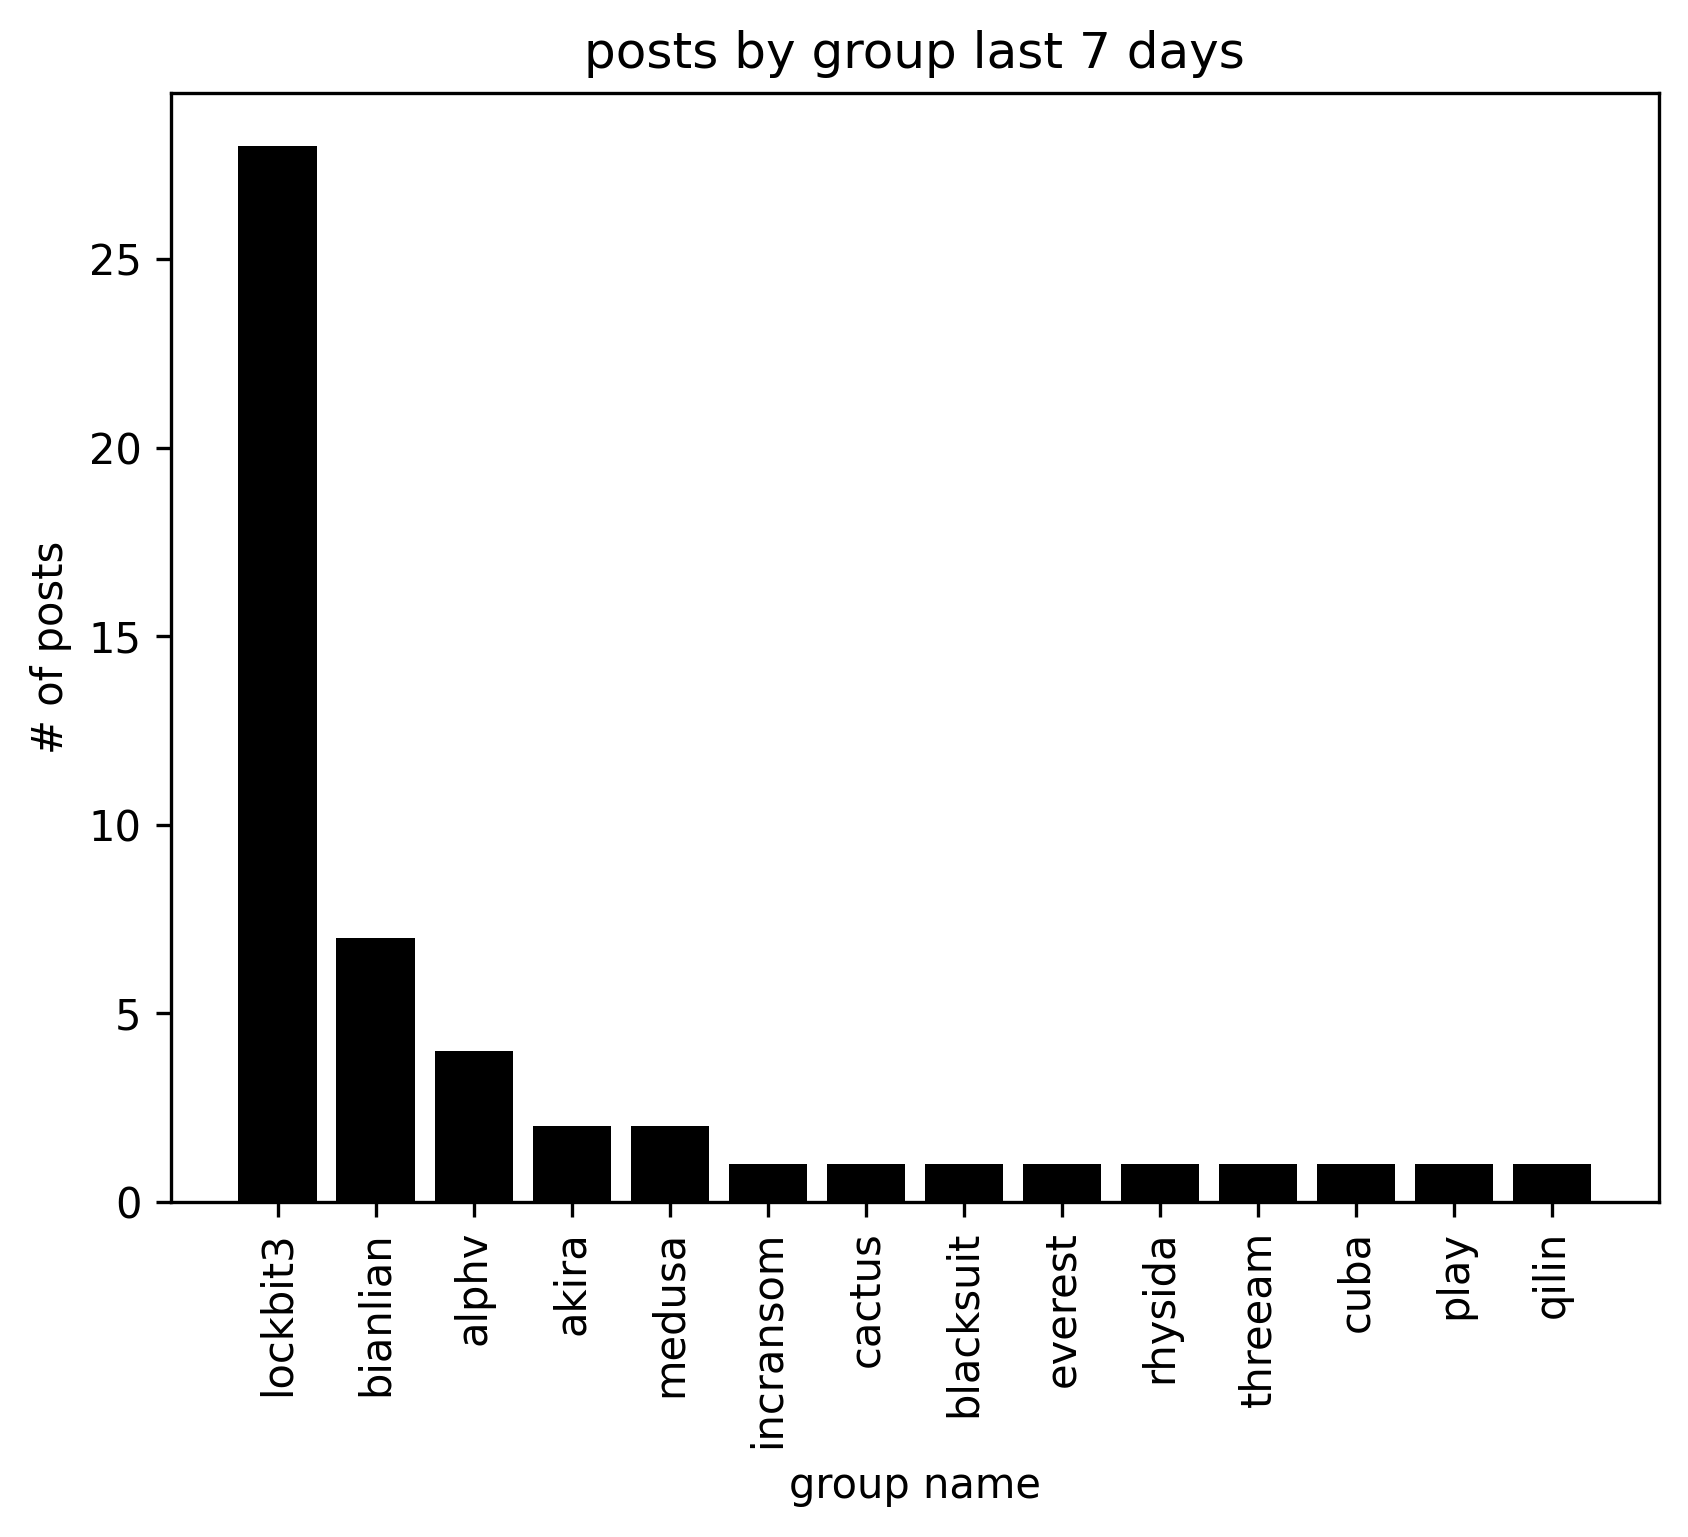 posts by group last 7 days
# of posts
25
20
15
10
5
0
lockbit3
bianlian
alphv
akira
medusa
incransom
cactus
blacksuit
everest
rhysida
threeam
cuba
play
qilin
group name